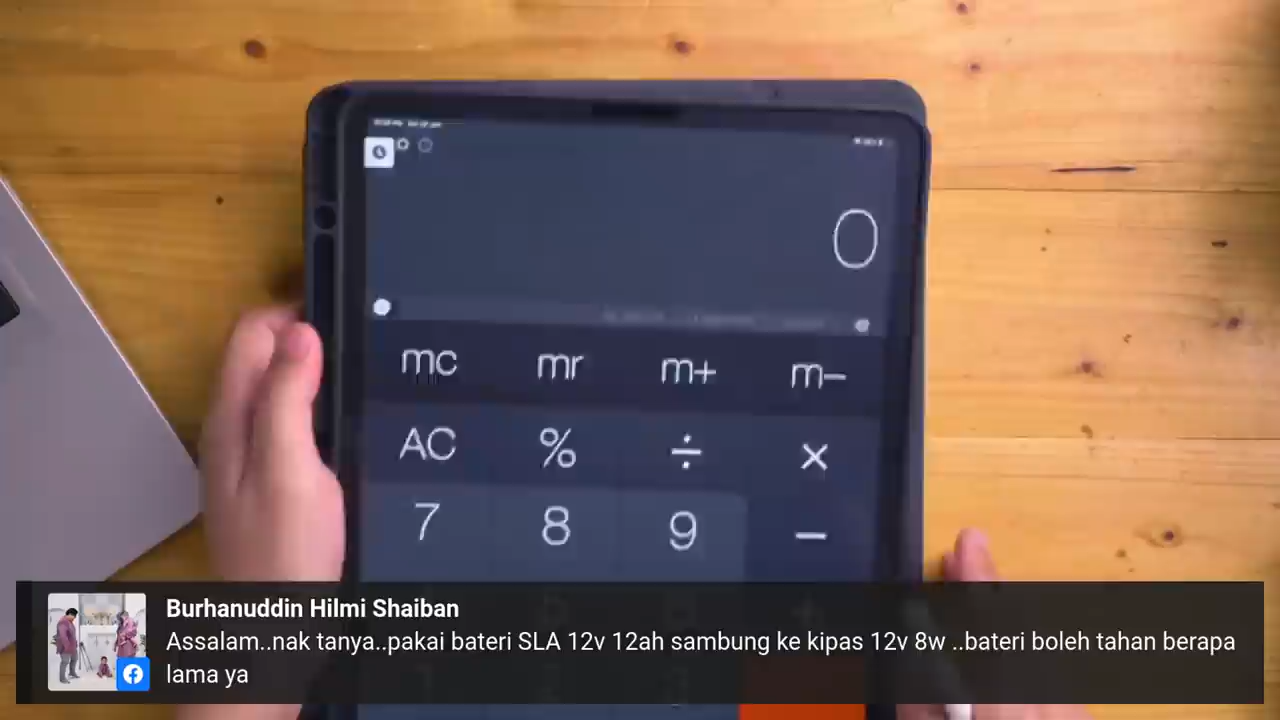 0
mc mr m+ m−
AC % ÷ ×
7 8 9 −
Burhanuddin Hilmi Shaiban
Assalam..nak tanya..pakai bateri SLA 12v 12ah sambung ke kipas 12v 8w ..bateri boleh tahan berapa
lama ya